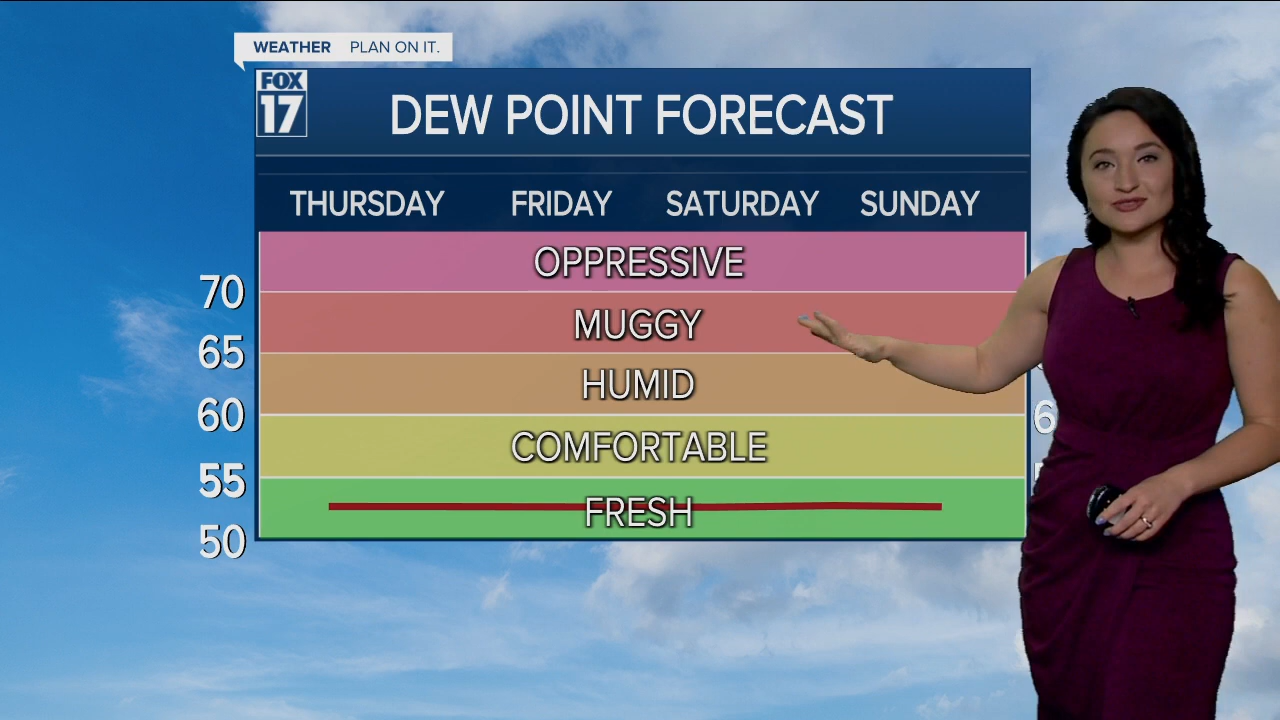 WEATHER PLAN ON IT.
FOX
17
DEW POINT FORECAST
THURSDAY FRIDAY SATURDAY SUNDAY
OPPRESSIVE
70
MUGGY
65
HUMID
60
6
COMFORTABLE
55
FRESH
50